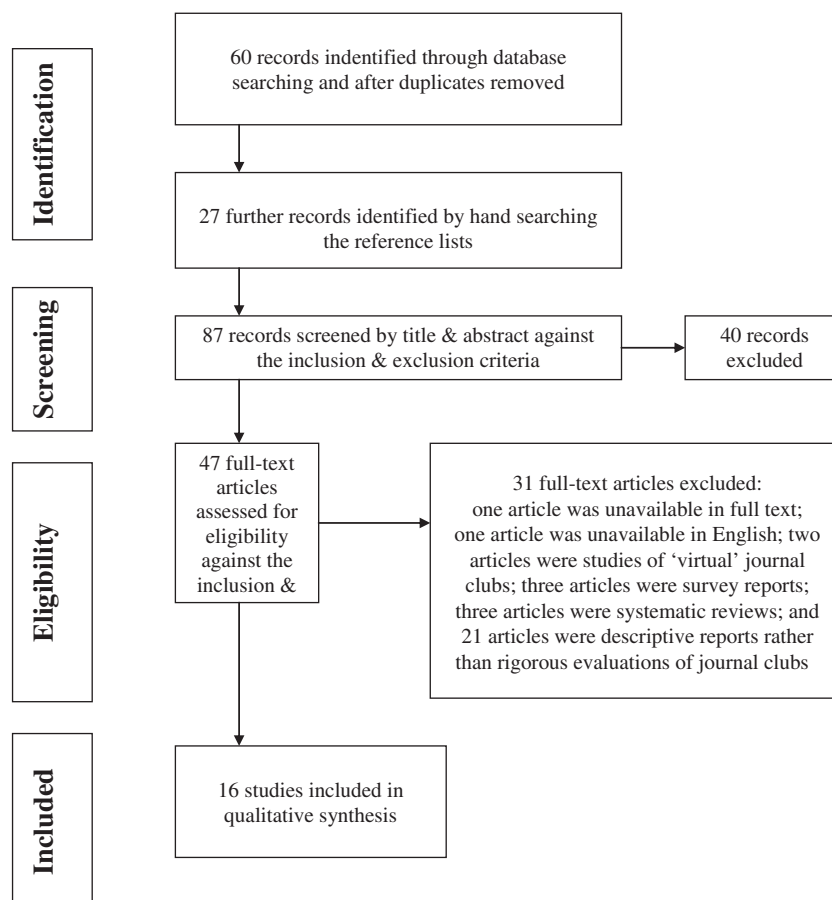 Identification
60 records indentified through database
searching and after duplicates removed
27 further records identified by hand searching
the reference lists
Screening
87 records screened by title & abstract against
the inclusion & exclusion criteria
40 records
excluded
Eligibility
47 full-text
articles
assessed for
eligibility
against the
inclusion &
31 full-text articles excluded:
one article was unavailable in full text;
one article was unavailable in English; two
articles were studies of ‘virtual’ journal
clubs; three articles were survey reports;
three articles were systematic reviews; and
21 articles were descriptive reports rather
than rigorous evaluations of journal clubs
Included
16 studies included in
qualitative synthesis